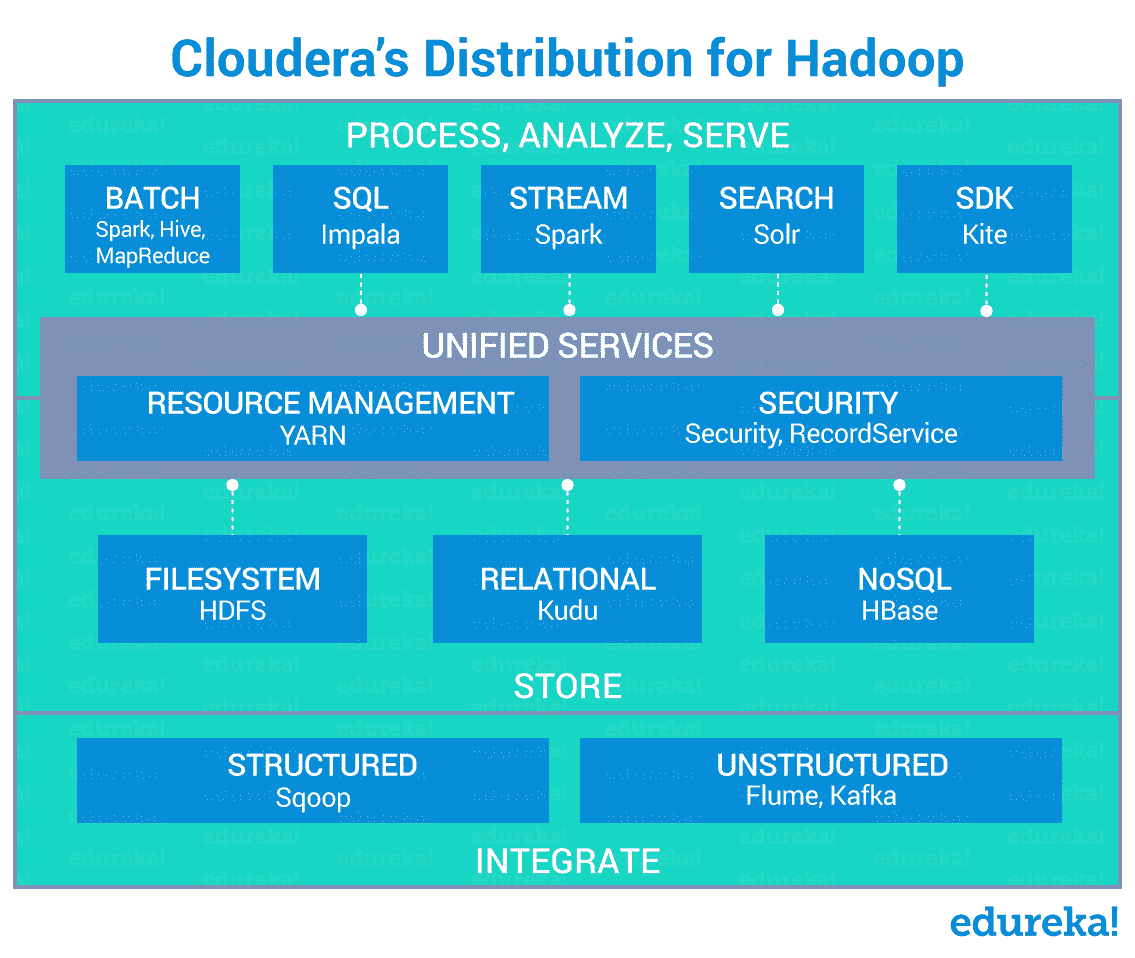 Cloudera's Distribution for Hadoop
PROCESS, ANALYZE, SERVE
BATCH
Spark, Hive,
MapReduce
SQL
Impala
STREAM
Spark
SEARCH
Solr
SDK
Kite
UNIFIED SERVICES
RESOURCE MANAGEMENT
YARN
SECURITY
Security, RecordService
FILESYSTEM
HDFS
RELATIONAL
Kudu
NoSQL
HBase
STORE
STRUCTURED
Sqoop
UNSTRUCTURED
Flume, Kafka
INTEGRATE
edureka!